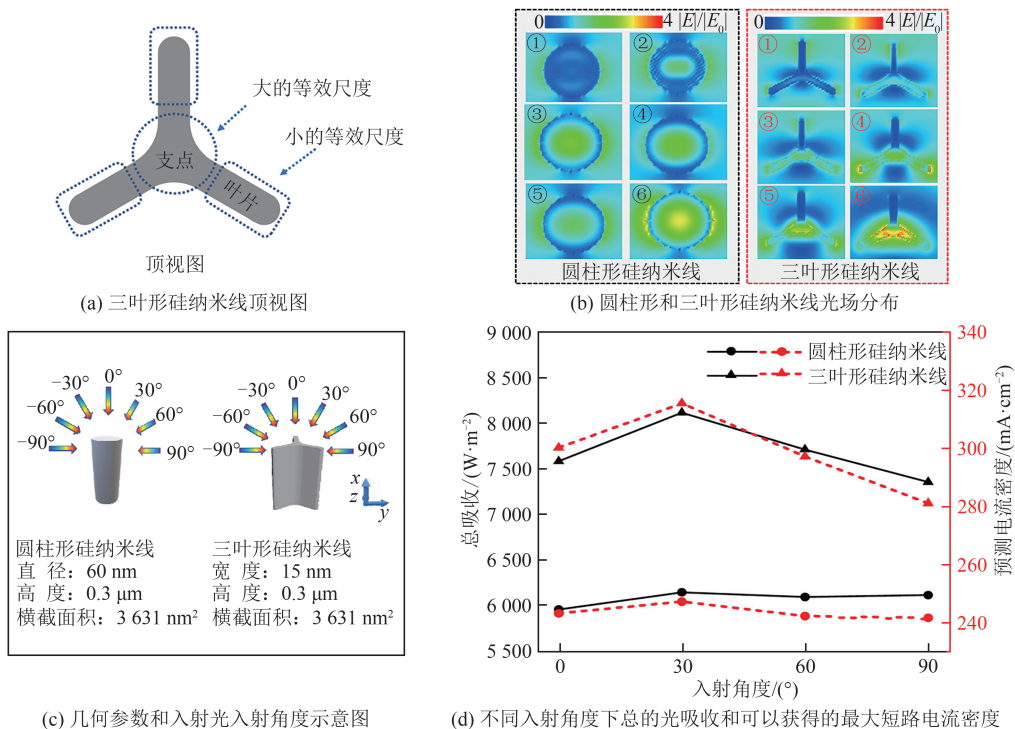 大的等效尺度
小的等效尺度
支点
叶片
顶视图
(a) 三叶形硅纳米线顶视图
0 4 |E|/|E₀|
① ②
③ ④
⑤ ⑥
圆柱形硅纳米线
0 4 |E|/|E₀|
① ②
③ ④
⑤ ⑥
三叶形硅纳米线
(b) 圆柱形和三叶形硅纳米线光场分布
0°
−30° 30°
−60° 60°
−90° 90°
圆柱形硅纳米线
直 径：60 nm
高 度：0.3 μm
横截面积：3 631 nm²
0°
−30° 30°
−60° 60°
−90° 90°
x
z
y
三叶形硅纳米线
宽 度：15 nm
高 度：0.3 μm
横截面积：3 631 nm²
(c) 几何参数和入射光入射角度示意图
总吸收/(W·m⁻²)
9 000
8 500
8 000
7 500
7 000
6 500
6 000
5 500
圆柱形硅纳米线
三叶形硅纳米线
340
320
300
280
260
240
预测电流密度/(mA·cm⁻²)
0 30 60 90
入射角度/(°)
(d) 不同入射角度下总的光吸收和可以获得的最大短路电流密度